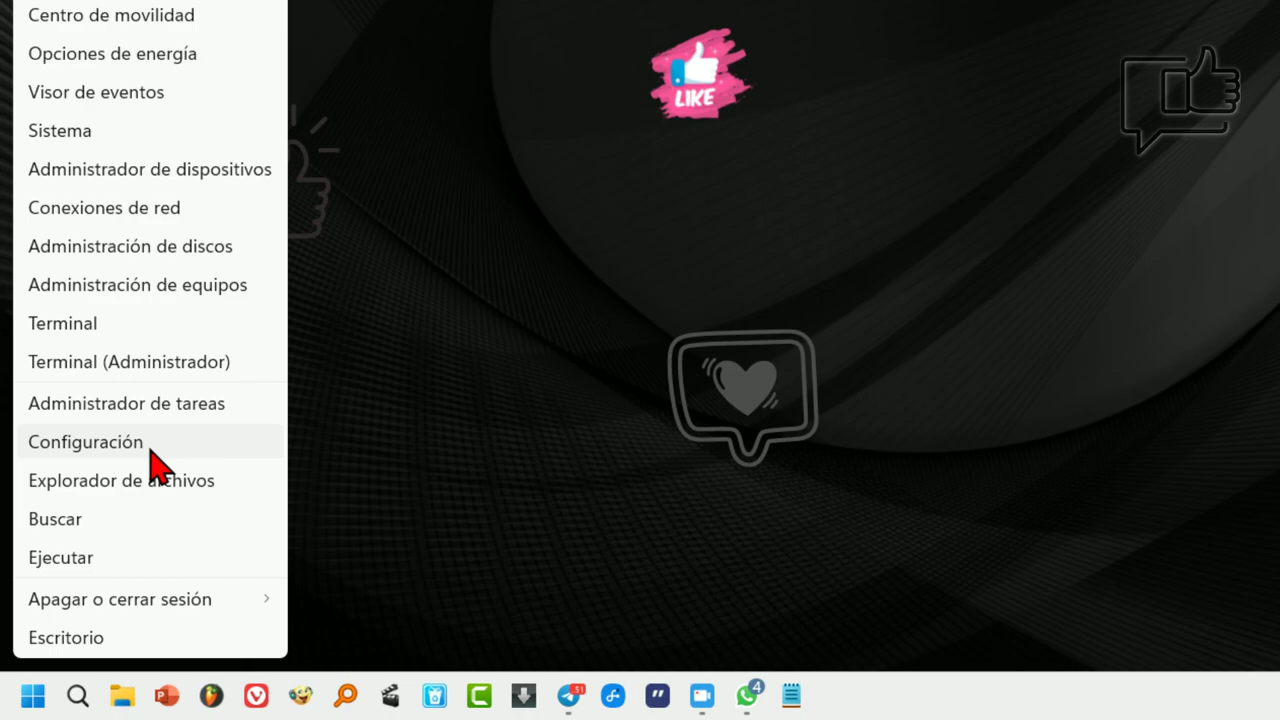 Centro de movilidad
Opciones de energía
Visor de eventos
Sistema
Administrador de dispositivos
Conexiones de red
Administración de discos
Administración de equipos
Terminal
Terminal (Administrador)
Administrador de tareas
Configuración
Explorador de archivos
Buscar
Ejecutar
Apagar o cerrar sesión
Escritorio
LIKE
51
4